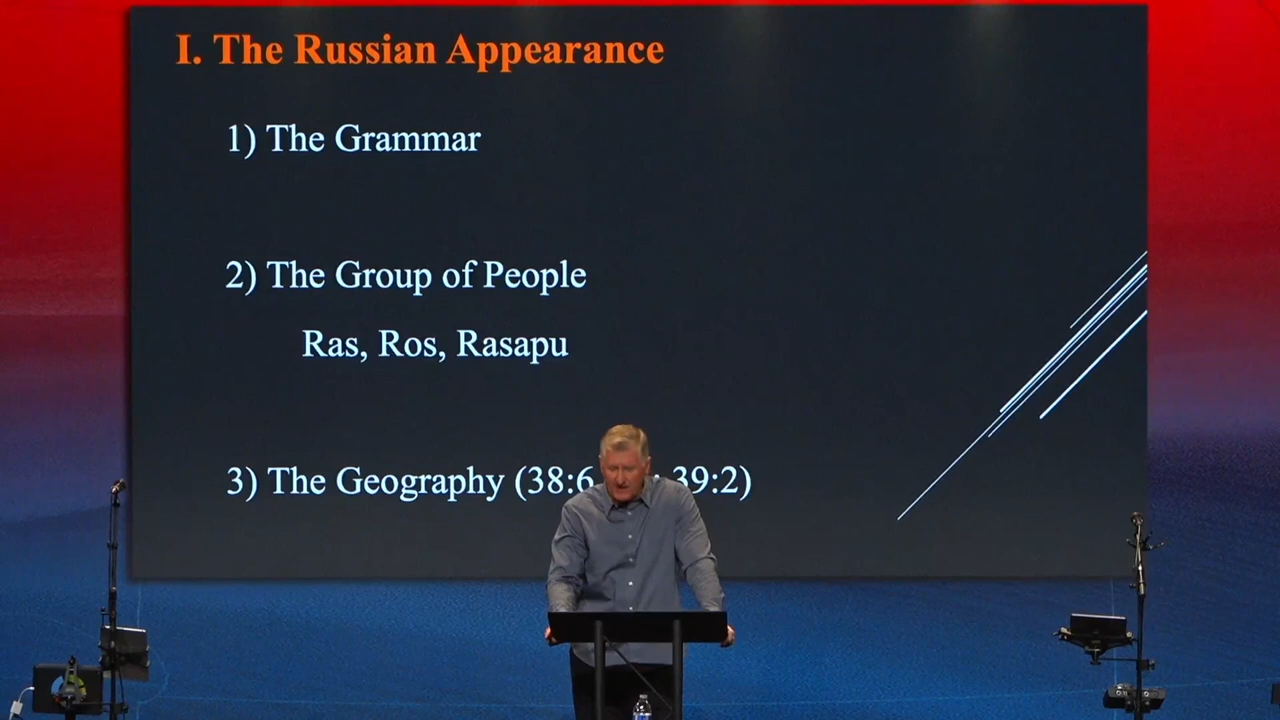 I. The Russian Appearance
1) The Grammar
2) The Group of People
Ras, Ros, Rasapu
3) The Geography (38:6 39:2)